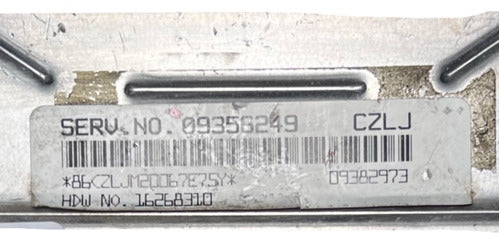 SERV.NO. 09356249 CZLJ
*86CZLJM20067E75Y* 09382973
HDW NO. 16268310